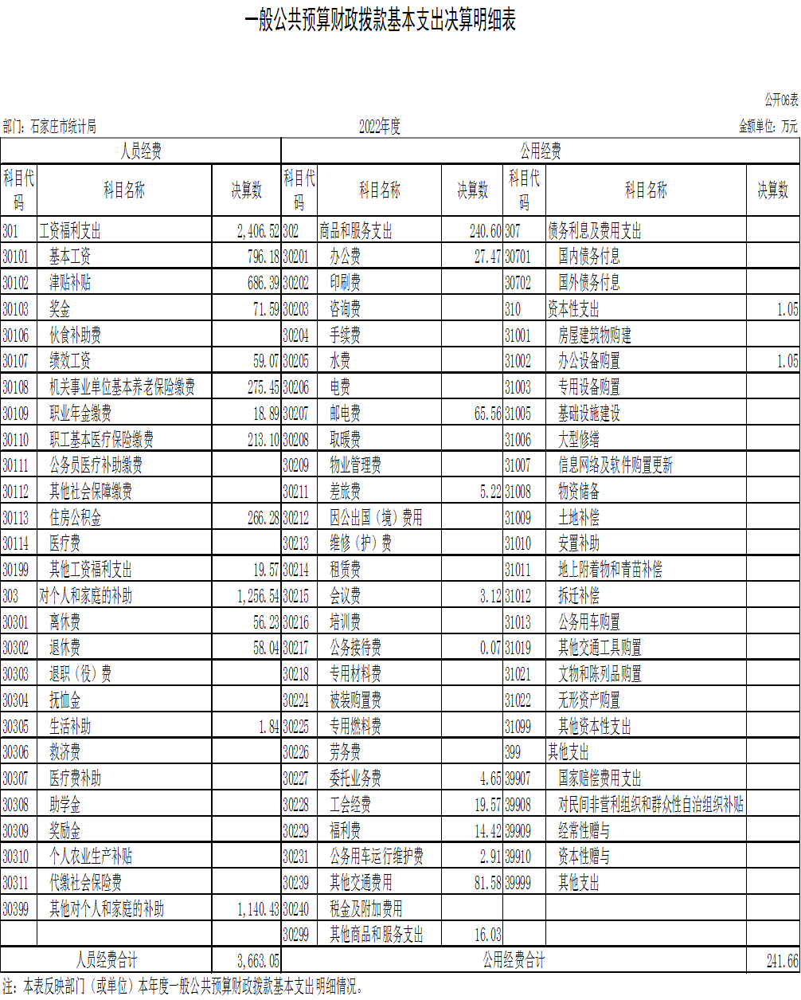 一般公共预算财政拨款基本支出决算明细表
公开06表
部门：石家庄市统计局 2022年度 金额单位：万元
人员经费 公用经费
科目代码 科目名称 决算数 科目代码 科目名称 决算数 科目代码 科目名称 决算数
301 工资福利支出 2,406.52 302 商品和服务支出 240.60 307 债务利息及费用支出
30101 基本工资 796.18 30201 办公费 27.47 30701 国内债务付息
30102 津贴补贴 686.39 30202 印刷费 30702 国外债务付息
30103 奖金 71.59 30203 咨询费 310 资本性支出 1.05
30106 伙食补助费 30204 手续费 31001 房屋建筑物购建
30107 绩效工资 59.07 30205 水费 31002 办公设备购置 1.05
30108 机关事业单位基本养老保险缴费 275.45 30206 电费 31003 专用设备购置
30109 职业年金缴费 18.89 30207 邮电费 65.56 31005 基础设施建设
30110 职工基本医疗保险缴费 213.10 30208 取暖费 31006 大型修缮
30111 公务员医疗补助缴费 30209 物业管理费 31007 信息网络及软件购置更新
30112 其他社会保障缴费 30211 差旅费 5.22 31008 物资储备
30113 住房公积金 266.28 30212 因公出国（境）费用 31009 土地补偿
30114 医疗费 30213 维修（护）费 31010 安置补助
30199 其他工资福利支出 19.57 30214 租赁费 31011 地上附着物和青苗补偿
303 对个人和家庭的补助 1,256.54 30215 会议费 3.12 31012 拆迁补偿
30301 离休费 56.23 30216 培训费 31013 公务用车购置
30302 退休费 58.04 30217 公务接待费 0.07 31019 其他交通工具购置
30303 退职（役）费 30218 专用材料费 31021 文物和陈列品购置
30304 抚恤金 30224 被装购置费 31022 无形资产购置
30305 生活补助 1.84 30225 专用燃料费 31099 其他资本性支出
30306 救济费 30226 劳务费 399 其他支出
30307 医疗费补助 30227 委托业务费 4.65 39907 国家赔偿费用支出
30308 助学金 30228 工会经费 19.57 39908 对民间非营利组织和群众性自治组织补贴
30309 奖励金 30229 福利费 14.42 39909 经常性赠与
30310 个人农业生产补贴 30231 公务用车运行维护费 2.91 39910 资本性赠与
30311 代缴社会保险费 30239 其他交通费用 81.58 39999 其他支出
30399 其他对个人和家庭的补助 1,140.43 30240 税金及附加费用
30299 其他商品和服务支出 16.03
人员经费合计 3,663.05 公用经费合计 241.66
注：本表反映部门（或单位）本年度一般公共预算财政拨款基本支出明细情况。